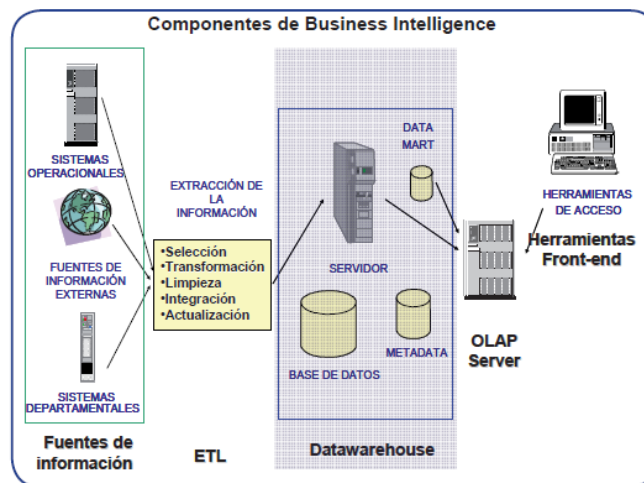 Componentes de Business Intelligence
SISTEMAS
OPERACIONALES
FUENTES DE
INFORMACIÓN
EXTERNAS
SISTEMAS
DEPARTAMENTALES
Fuentes de
información
EXTRACCIÓN DE
LA
INFORMACIÓN
•Selección
•Transformación
•Limpieza
•Integración
•Actualización
ETL
DATA
MART
SERVIDOR
BASE DE DATOS
METADATA
Datawarehouse
OLAP
Server
HERRAMIENTAS
DE ACCESO
Herramientas
Front-end